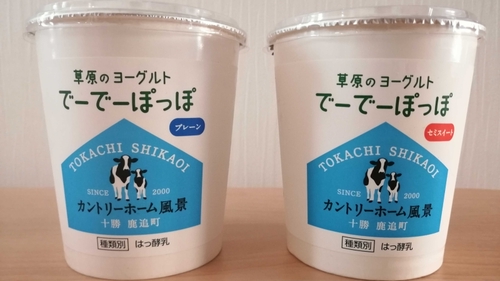 草原のヨーグルト
でーでーぽっぽ
プレーン
TOKACHI SHIKAOI
SINCE 2000
カントリーホーム風景
十勝 鹿追町
種類別 はっ酵乳
草原のヨーグルト
でーでーぽっぽ
セミスイート
TOKACHI SHIKAOI
SINCE 2000
カントリーホーム風景
十勝 鹿追町
種類別 はっ酵乳